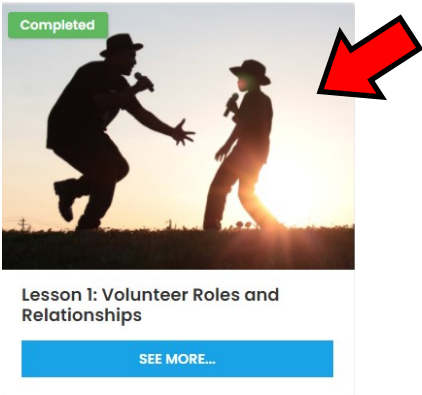 Completed
Lesson 1: Volunteer Roles and
Relationships
SEE MORE...